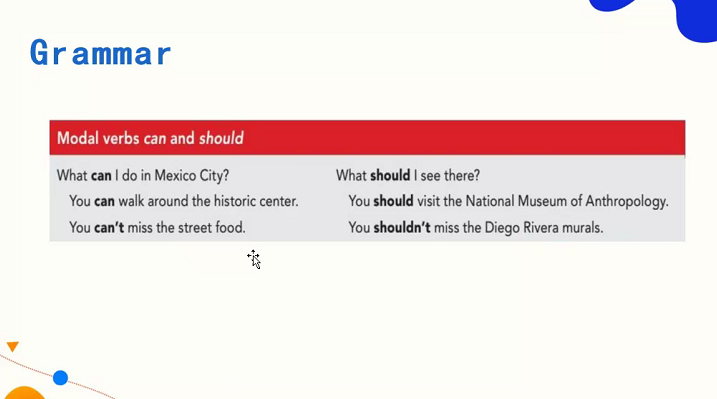 Grammar
Modal verbs can and should
What can I do in Mexico City?
You can walk around the historic center.
You can't miss the street food.
What should I see there?
You should visit the National Museum of Anthropology.
You shouldn't miss the Diego Rivera murals.